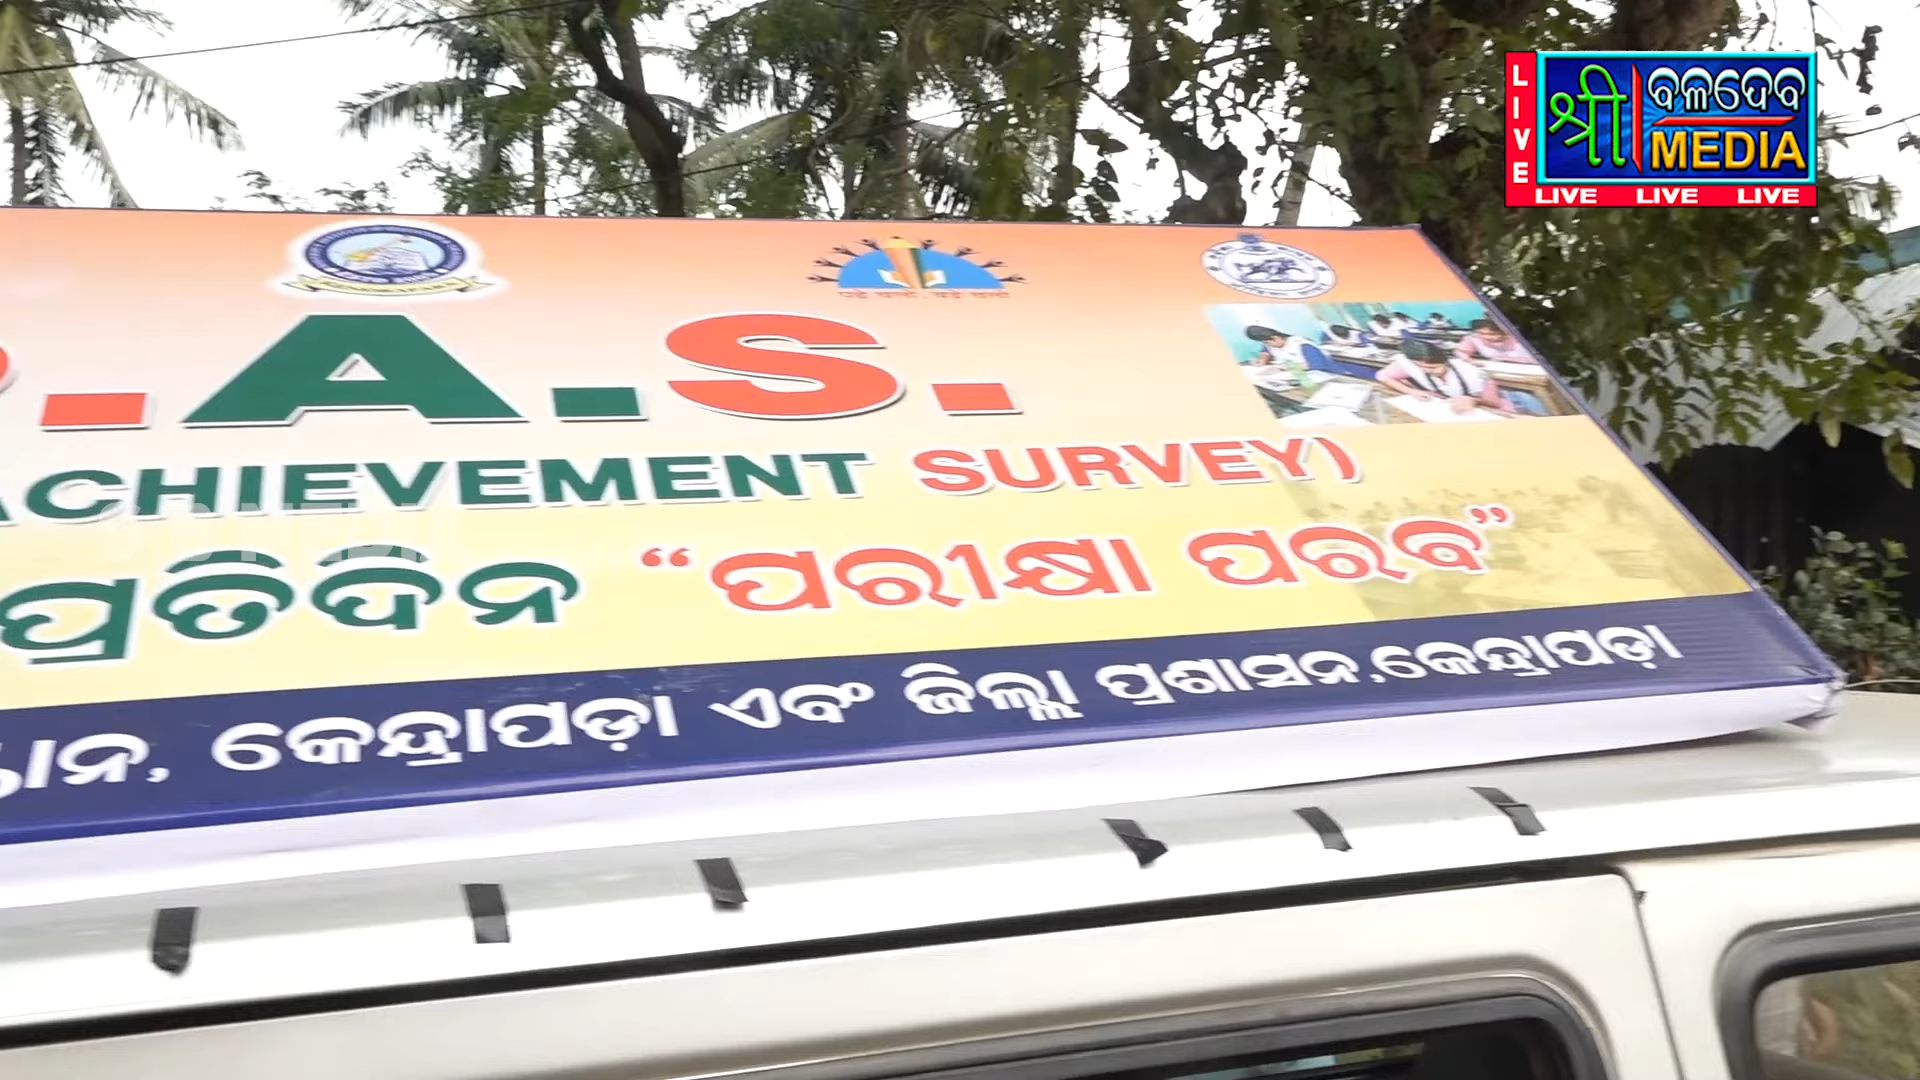 LIVE
ଶ୍ରୀ ବଳଦେବ
MEDIA
LIVE LIVE LIVE
.A.S.
ACHIEVEMENT SURVEY)
ପ୍ରତିଦିନ “ପରୀକ୍ଷା ପରବ”
କେନ୍ଦ୍ରାପଡ଼ା ଏବଂ ଜିଲ୍ଲା ପ୍ରଶାସନ,କେନ୍ଦ୍ରାପଡ଼ା